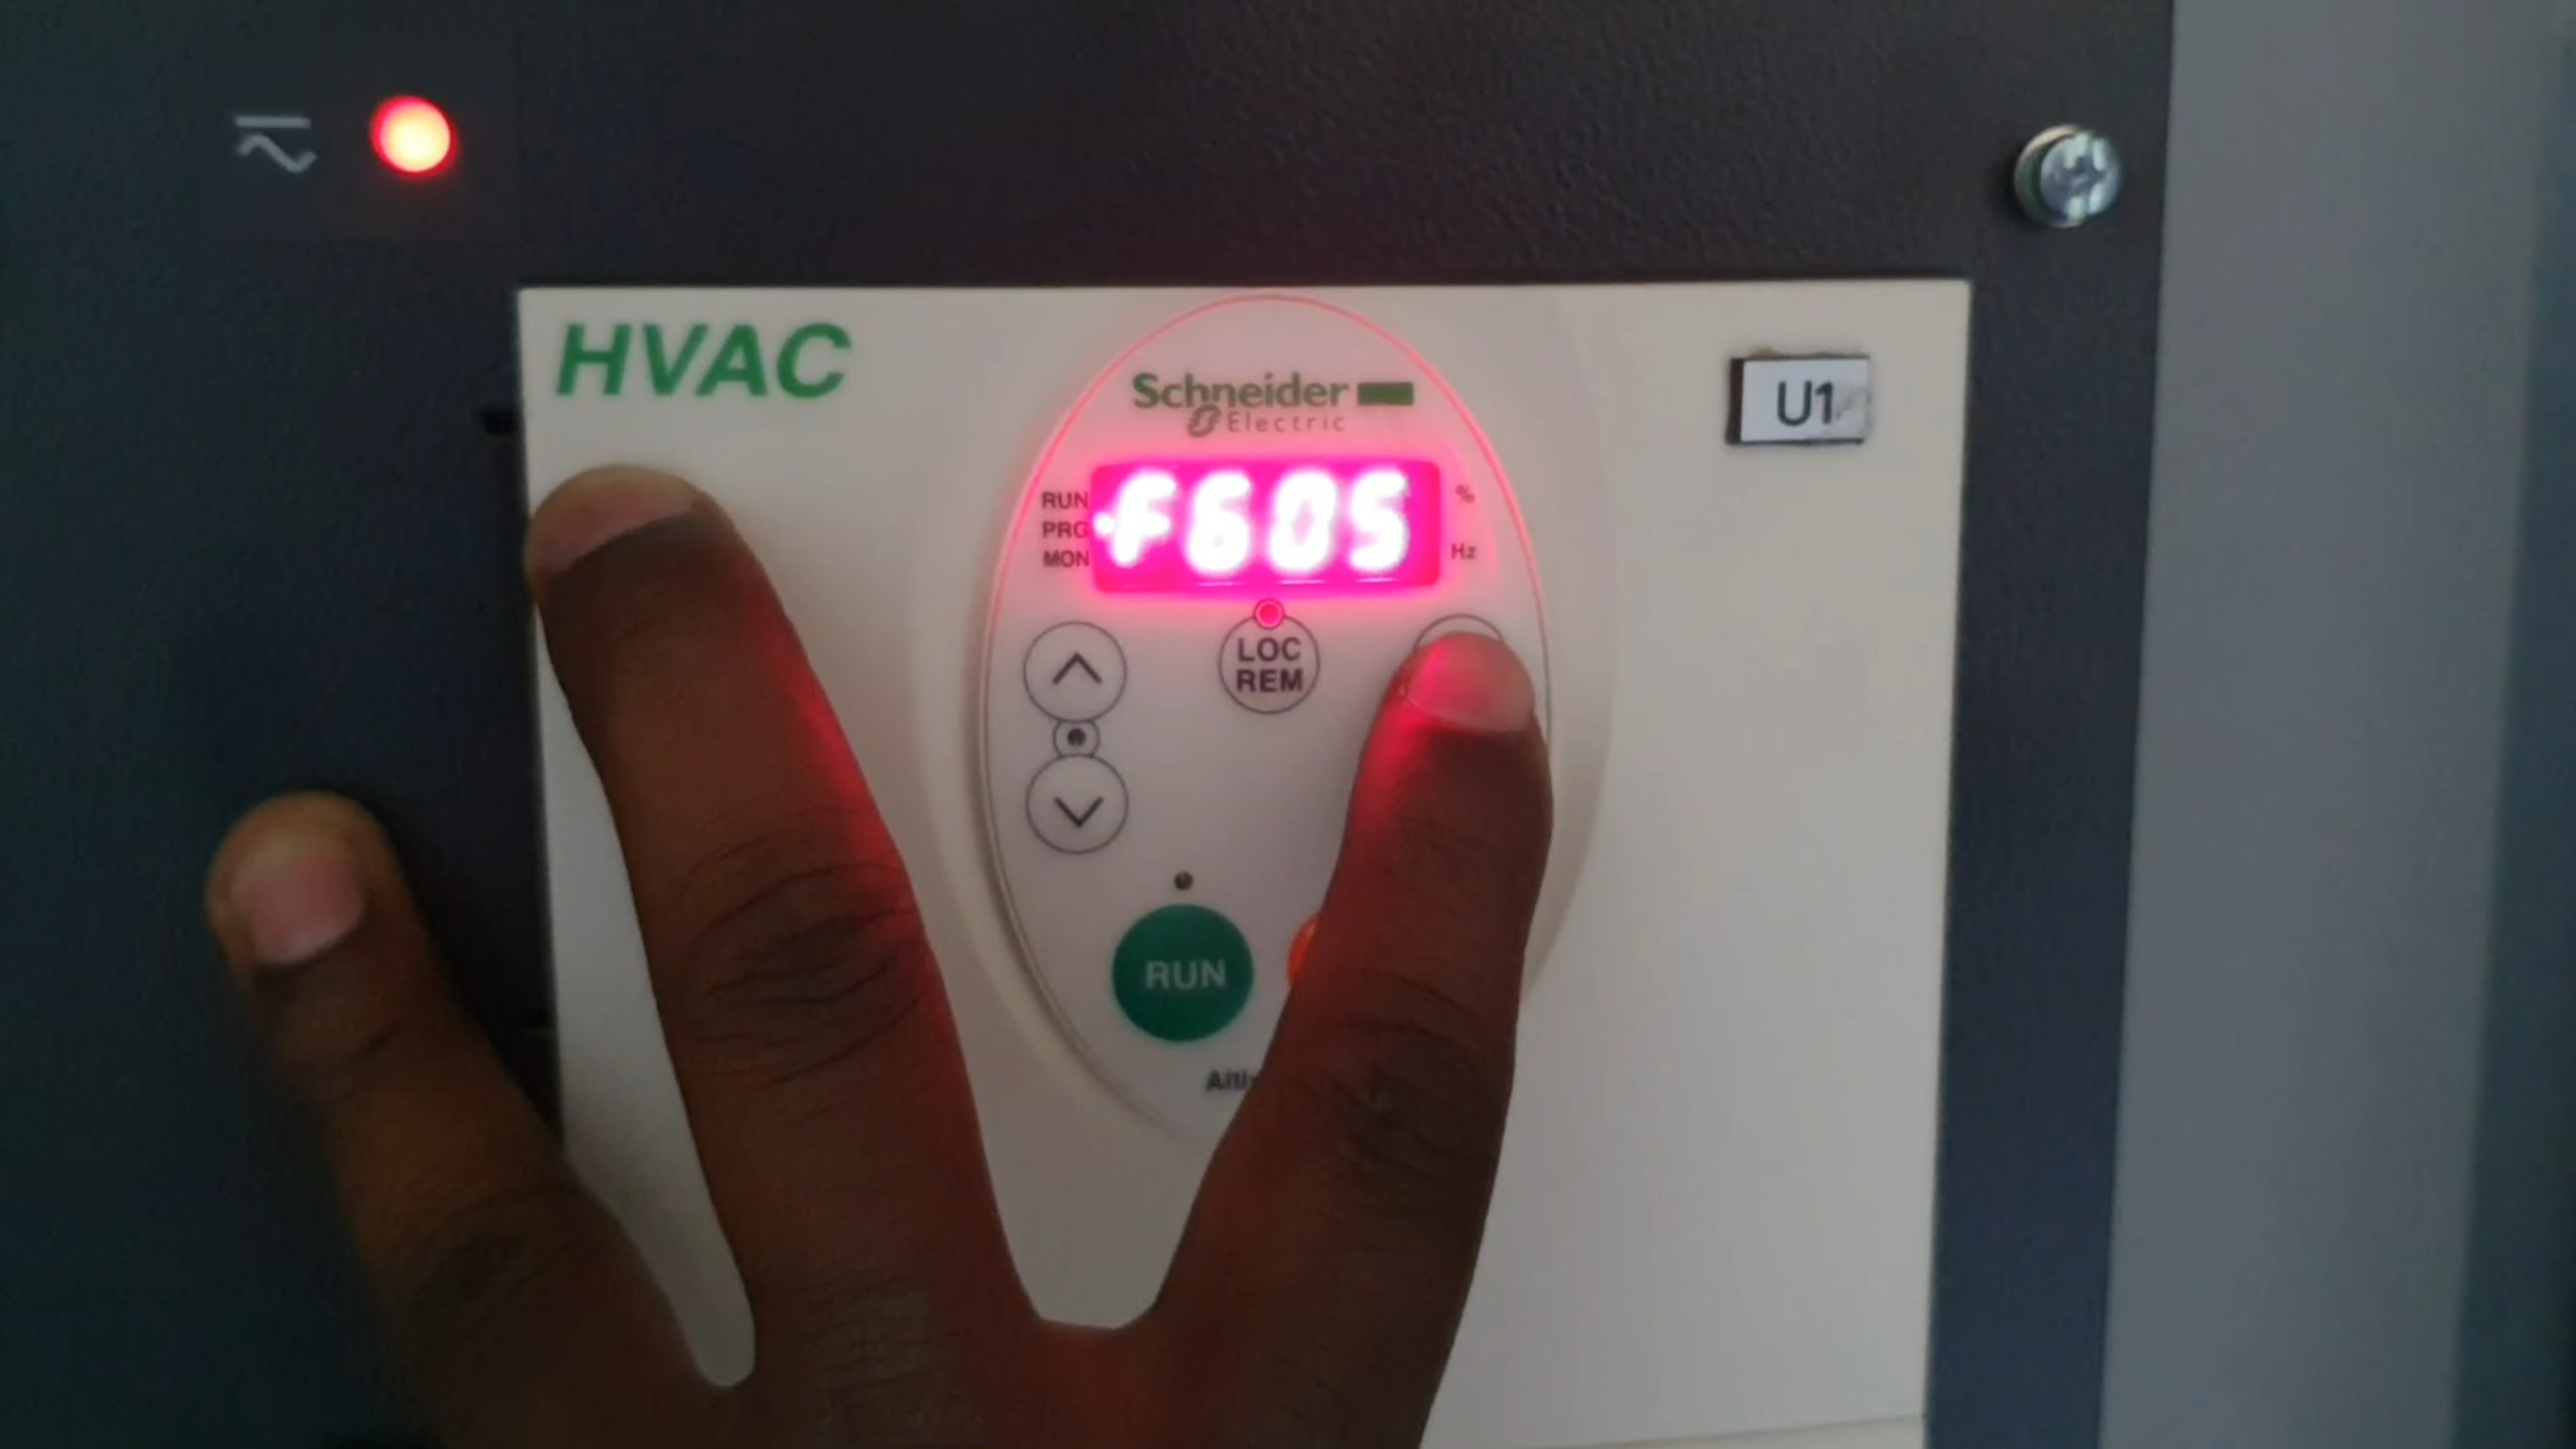 HVAC
Schneider
Electric
U1
RUN
PRG
MON
F605
%
Hz
LOC
REM
RUN